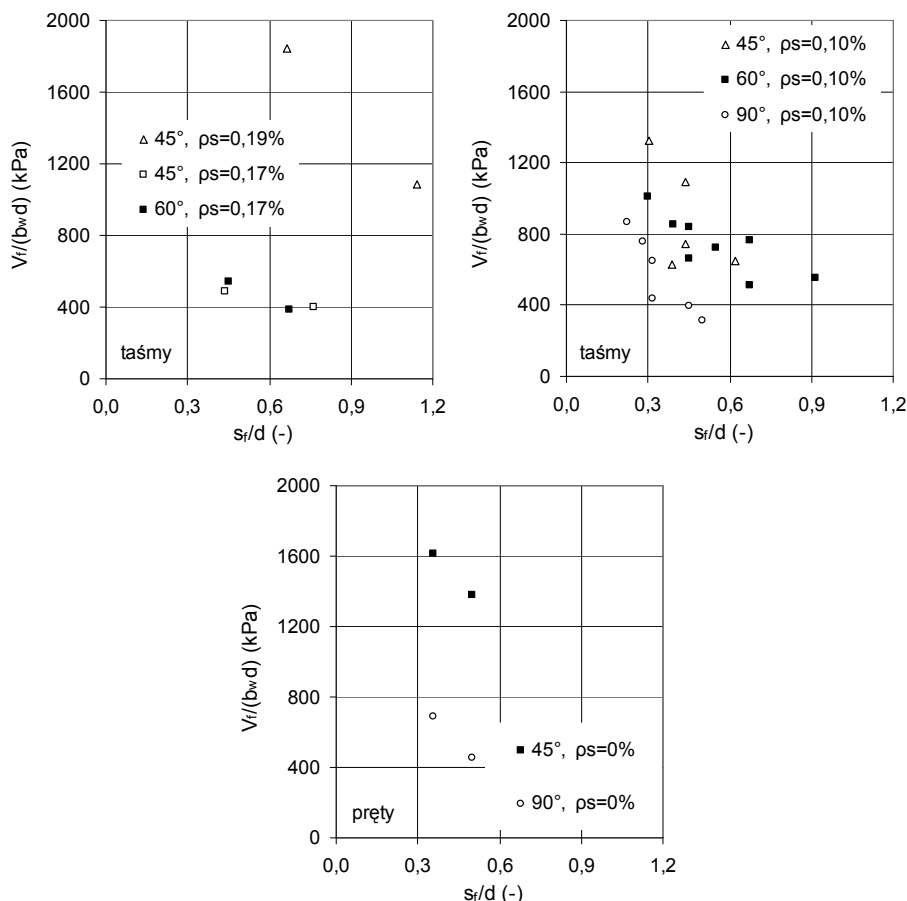 2000
1600
1200
800
400
0
Vf/(bwd) (kPa)
45°, ρs=0,19%
45°, ρs=0,17%
60°, ρs=0,17%
taśmy
0,0 0,3 0,6 0,9 1,2
sf/d (-)
2000
1600
1200
800
400
0
Vf/(bwd) (kPa)
45°, ρs=0,10%
60°, ρs=0,10%
90°, ρs=0,10%
taśmy
0,0 0,3 0,6 0,9 1,2
sf/d (-)
2000
1600
1200
800
400
0
Vf/(bwd) (kPa)
45°, ρs=0%
90°, ρs=0%
pręty
0,0 0,3 0,6 0,9 1,2
sf/d (-)